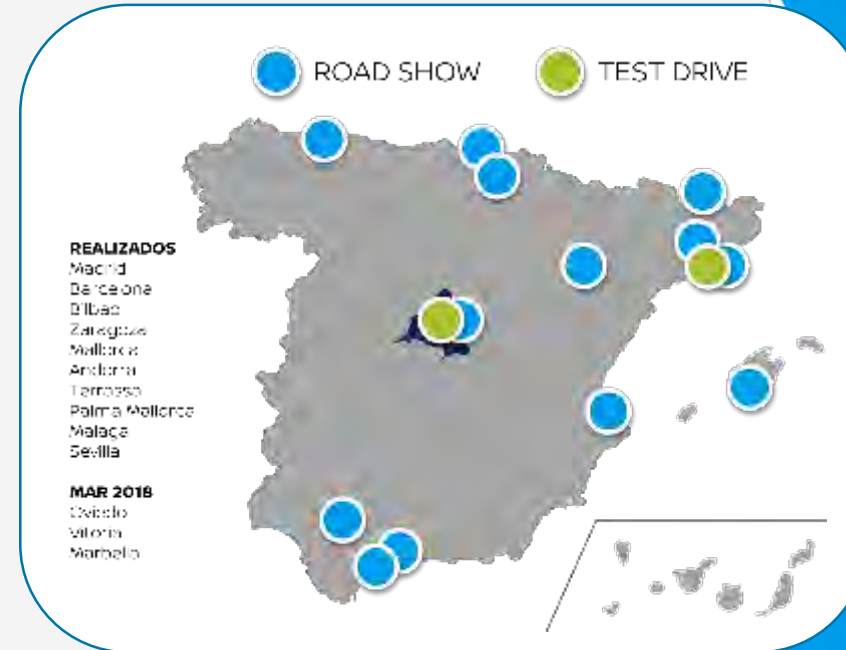 ROAD SHOW
TEST DRIVE
REALIZADOS
Madrid
Barcelona
Bilbao
Zaragoza
Mallorca
Andorra
Terrassa
Palma Mallorca
Malaga
Sevilla
MAR 2018
Oviedo
Vitoria
Marbella